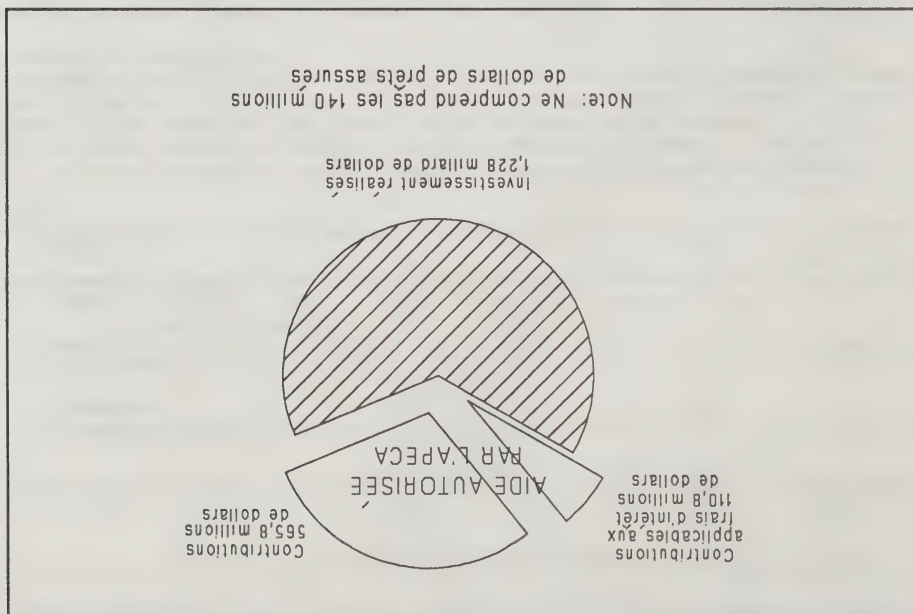 Contributions
applicables aux
frais d'intérêt
110,8 millions
de dollars
Contributions
565,8 millions
de dollars
AIDE AUTORISÉE
PAR L'APECA
Investissement réalisés
1,228 millard de dollars
Note: Ne comprend pas les 140 millions
de dollars de prêts assurés